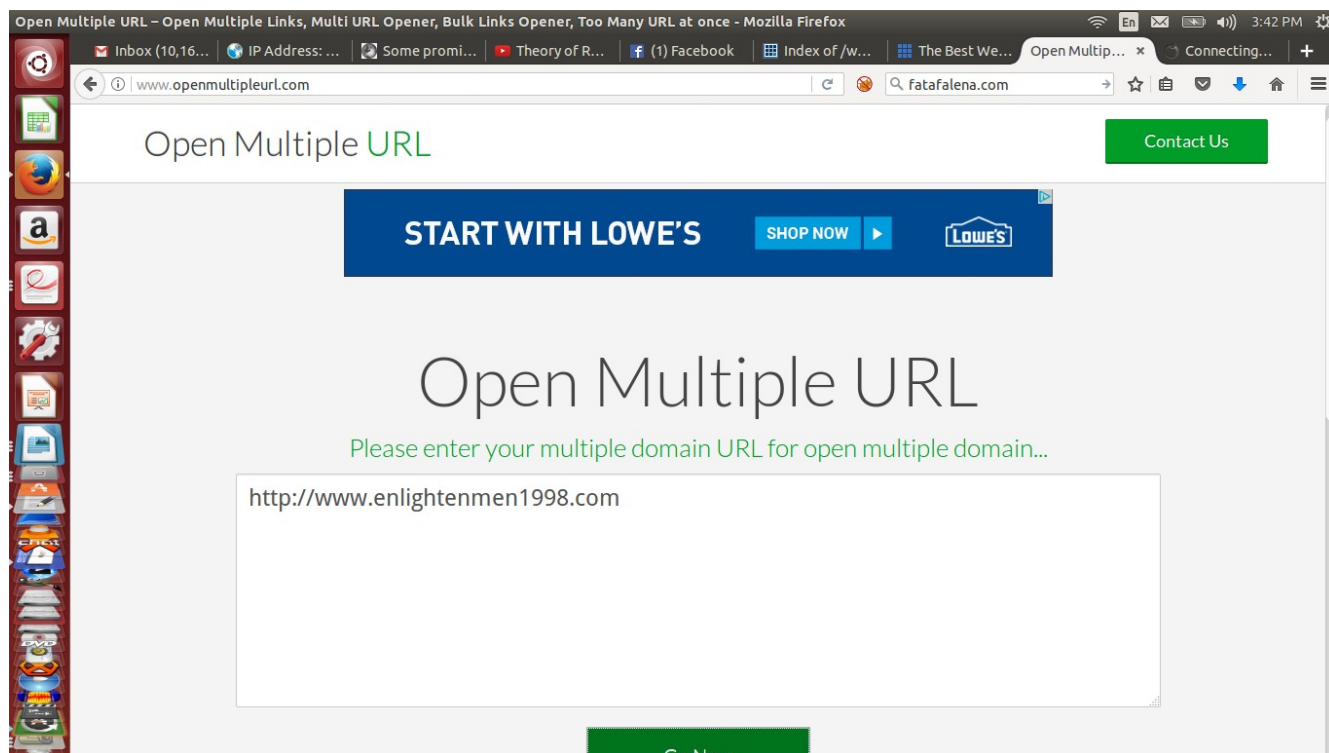 Open Multiple URL – Open Multiple Links, Multi URL Opener, Bulk Links Opener, Too Many URL at once - Mozilla Firefox En 3:42 PM
Inbox (10,16... IP Address: ... Some promi... Theory of R... (1) Facebook Index of /w... The Best We... Open Multip... × Connecting... +
www.openmultipleurl.com fatafalena.com
Open Multiple URL Contact Us
START WITH LOWE'S SHOP NOW LOWE'S
Open Multiple URL
Please enter your multiple domain URL for open multiple domain...
http://www.enlightenmen1998.com